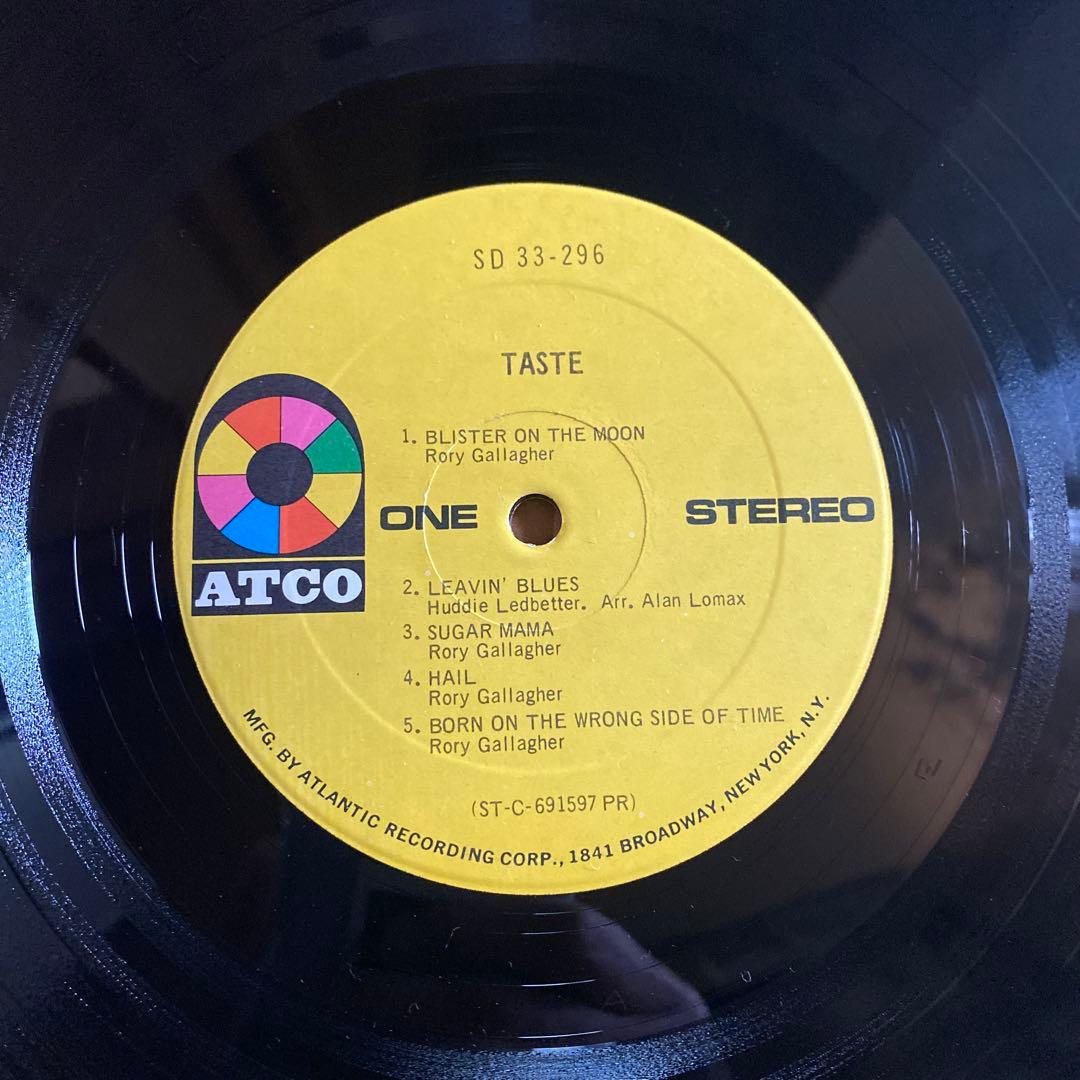 SD 33-296
TASTE
1. BLISTER ON THE MOON
Rory Gallagher
ONE
STEREO
ATCO
2. LEAVIN' BLUES
Huddie Ledbetter. Arr. Alan Lomax
3. SUGAR MAMA
Rory Gallagher
4. HAIL
Rory Gallagher
5. BORN ON THE WRONG SIDE OF TIME
Rory Gallagher
(ST-C-691597 PR)
MFG. BY ATLANTIC RECORDING CORP., 1841 BROADWAY, NEW YORK, N.Y.